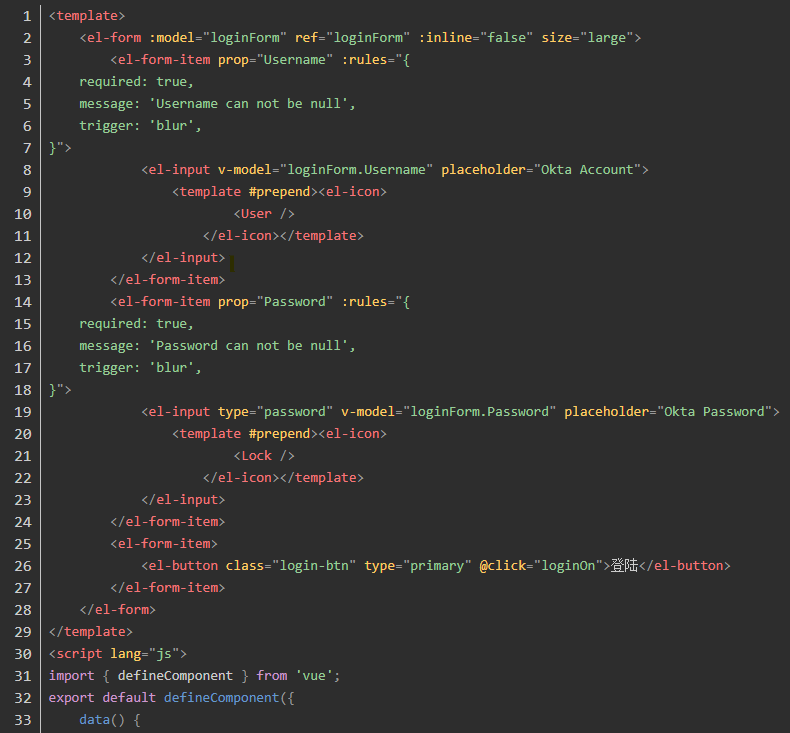 1 <template>
2     <el-form :model="loginForm" ref="loginForm" :inline="false" size="large">
3         <el-form-item prop="Username" :rules="{
4     required: true,
5     message: 'Username can not be null',
6     trigger: 'blur',
7 }">
8             <el-input v-model="loginForm.Username" placeholder="Okta Account">
9                 <template #prepend><el-icon>
10                         <User />
11                     </el-icon></template>
12             </el-input>
13         </el-form-item>
14         <el-form-item prop="Password" :rules="{
15     required: true,
16     message: 'Password can not be null',
17     trigger: 'blur',
18 }">
19             <el-input type="password" v-model="loginForm.Password" placeholder="Okta Password">
20                 <template #prepend><el-icon>
21                         <Lock />
22                     </el-icon></template>
23             </el-input>
24         </el-form-item>
25         <el-form-item>
26             <el-button class="login-btn" type="primary" @click="loginOn">登陆</el-button>
27         </el-form-item>
28     </el-form>
29 </template>
30 <script lang="js">
31 import { defineComponent } from 'vue';
32 export default defineComponent({
33     data() {